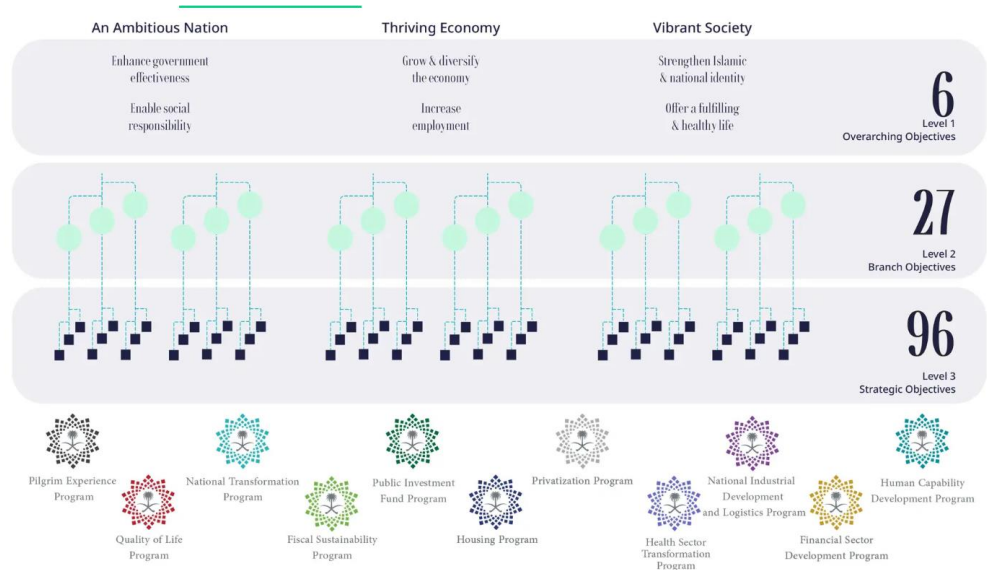 An Ambitious Nation
Thriving Economy
Vibrant Society
Enhance government
effectiveness
Enable social
responsibility
Grow & diversify
the economy
Increase
employment
Strengthen Islamic
& national identity
Offer a fulfilling
& healthy life
6
Level 1
Overarching Objectives
27
Level 2
Branch Objectives
96
Level 3
Strategic Objectives
Pilgrim Experience
Program
Quality of Life
Program
National Transformation
Program
Fiscal Sustainability
Program
Public Investment
Fund Program
Housing Program
Privatization Program
Health Sector
Transformation
Program
National Industrial
Development
and Logistics Program
Financial Sector
Development Program
Human Capability
Development Program